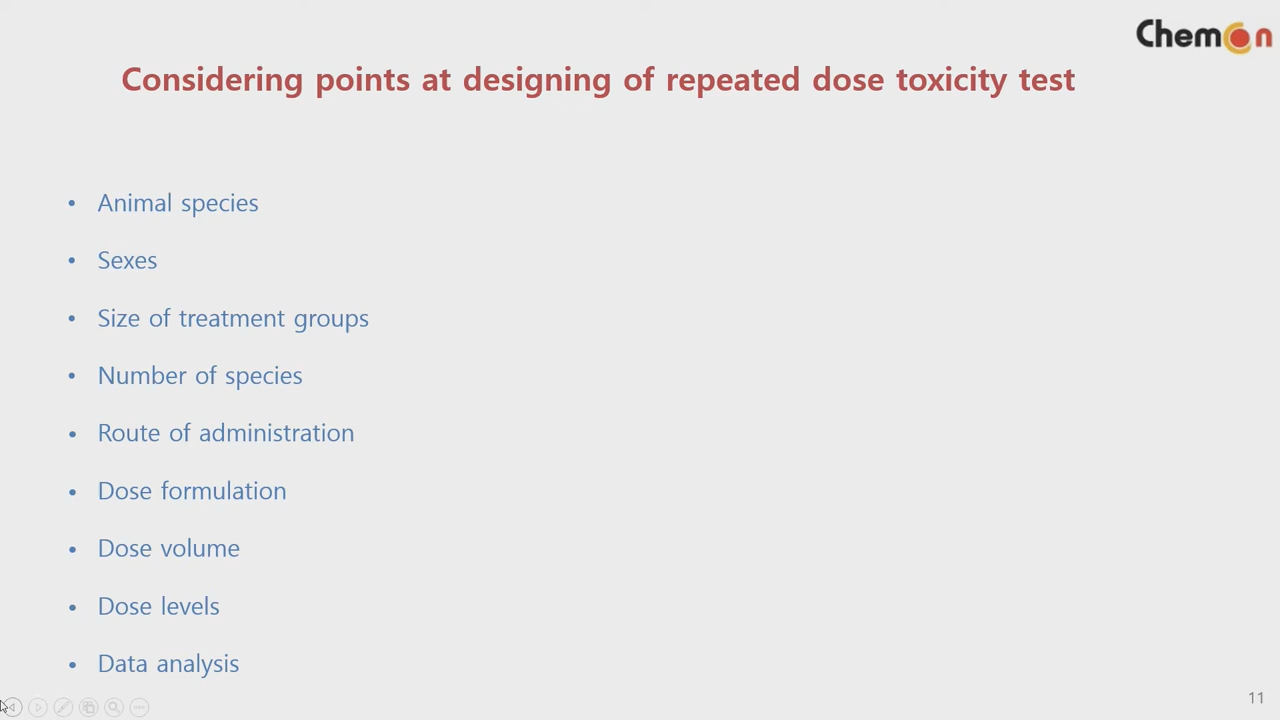 ChemOn
Considering points at designing of repeated dose toxicity test
• Animal species
• Sexes
• Size of treatment groups
• Number of species
• Route of administration
• Dose formulation
• Dose volume
• Dose levels
• Data analysis
11